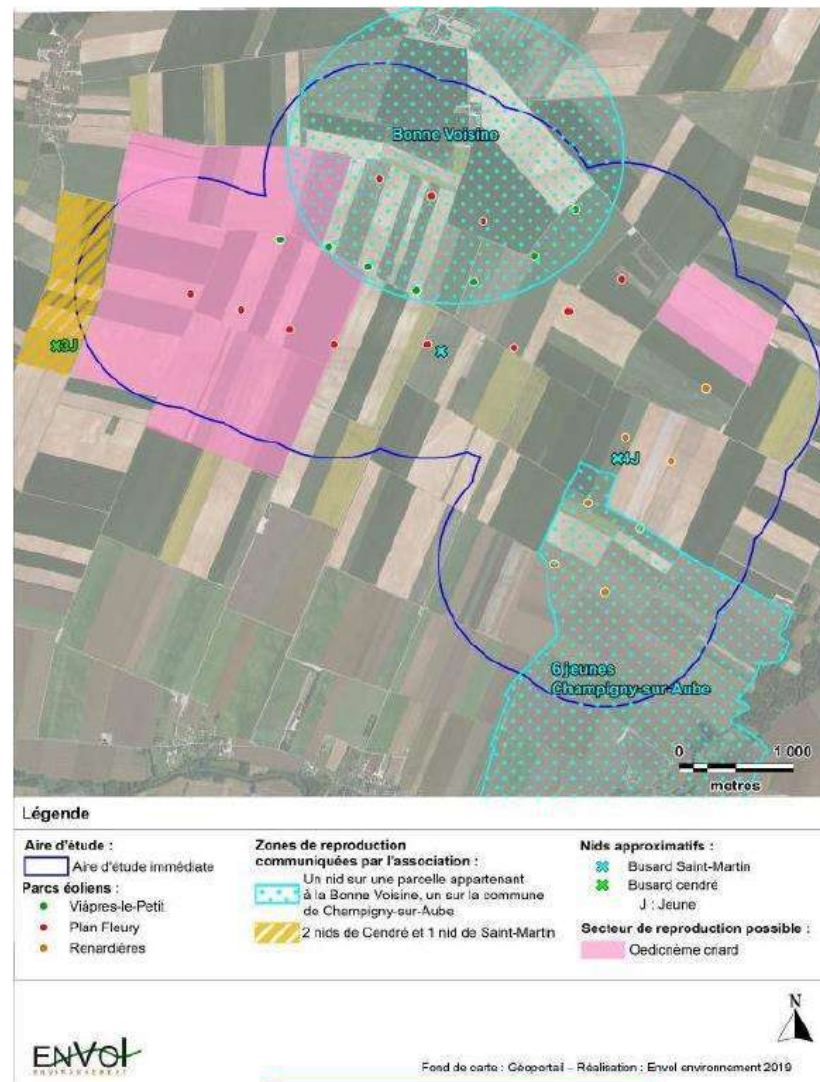 Bonne Voisine
3J
4J
6 jeunes
Champigny-sur-Aube
0 1 000
metres
Légende
Aire d'étude :
Aire d'étude immédiate
Parcs éoliens :
Viâpres-le-Petit
Plan Fleury
Renardières
Zones de reproduction
communiquées par l'association :
Un nid sur une parcelle appartenant
à la Bonne Voisine, un sur la commune
de Champigny-sur-Aube
2 nids de Cendré et 1 nid de Saint-Martin
Nids approximatifs :
Busard Saint-Martin
Busard cendré
J : Jeune
Secteur de reproduction possible :
Oedicnème criard
N
ENVOL
ENVIRONNEMENT
Fond de carte : Géoportail – Réalisation : Envol environnement 2019